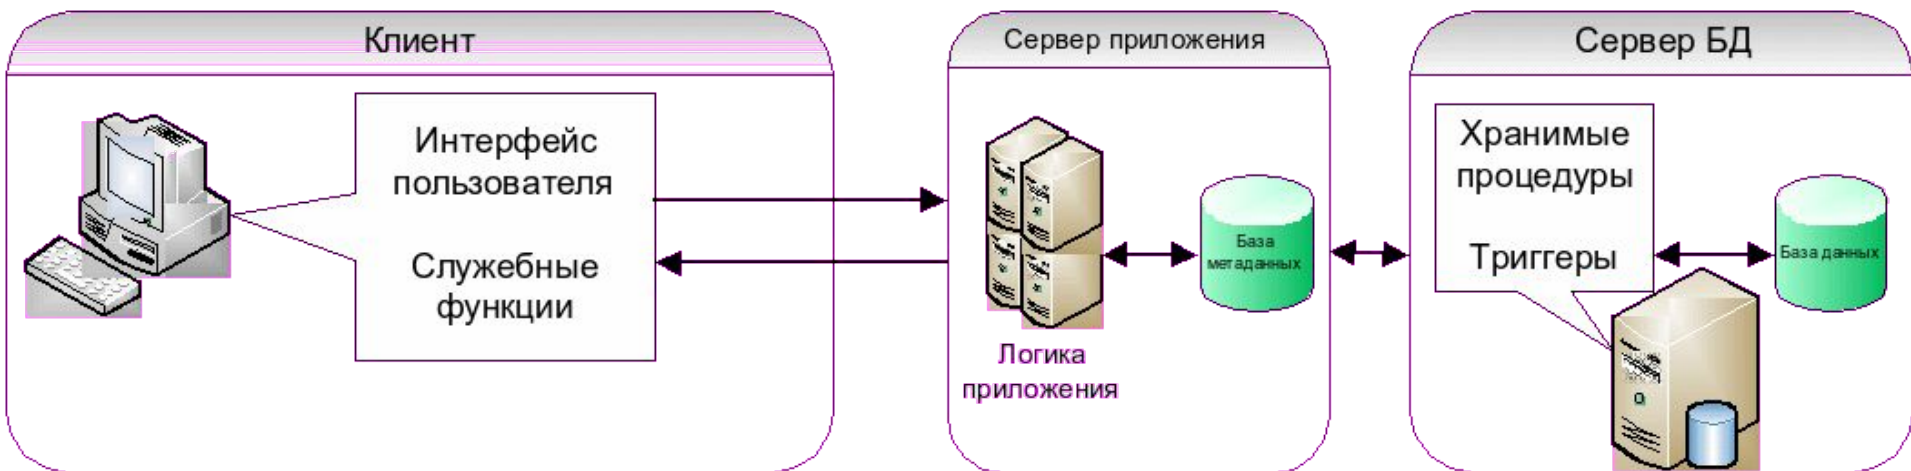 Клиент
Интерфейс
пользователя
Служебные
функции
Сервер приложения
База
метаданных
Логика
приложения
Сервер БД
Хранимые
процедуры
Триггеры
База данных